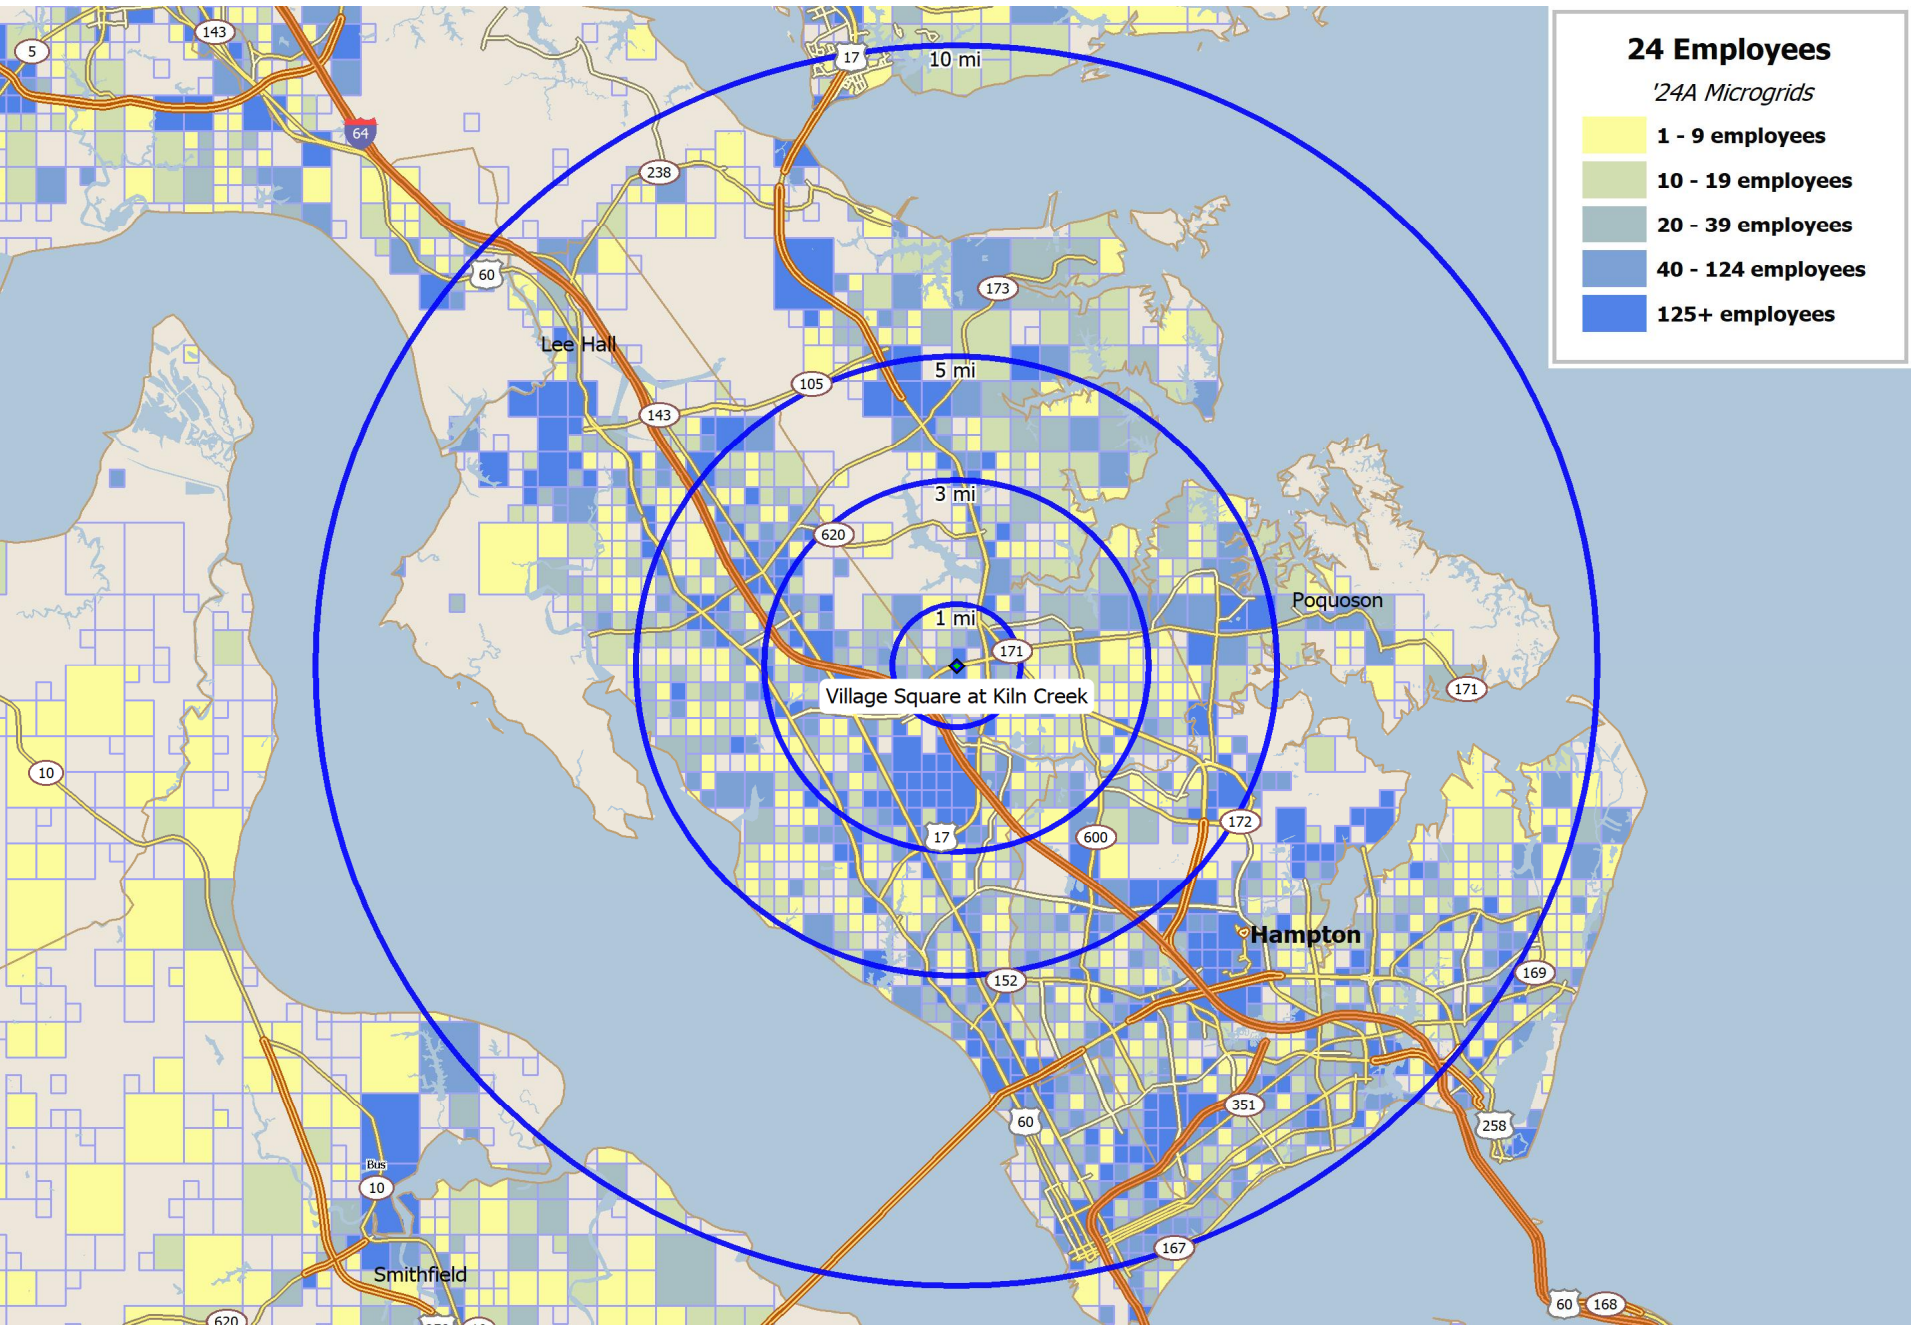 24 Employees
'24A Microgrids
1 - 9 employees
10 - 19 employees
20 - 39 employees
40 - 124 employees
125+ employees
143
5
17
10 mi
64
238
60
173
Lee Hall
5 mi
105
143
3 mi
620
Poquoson
1 mi
171
171
Village Square at Kiln Creek
10
172
17
600
Hampton
169
152
351
60
258
Bus
10
167
Smithfield
60
168
620